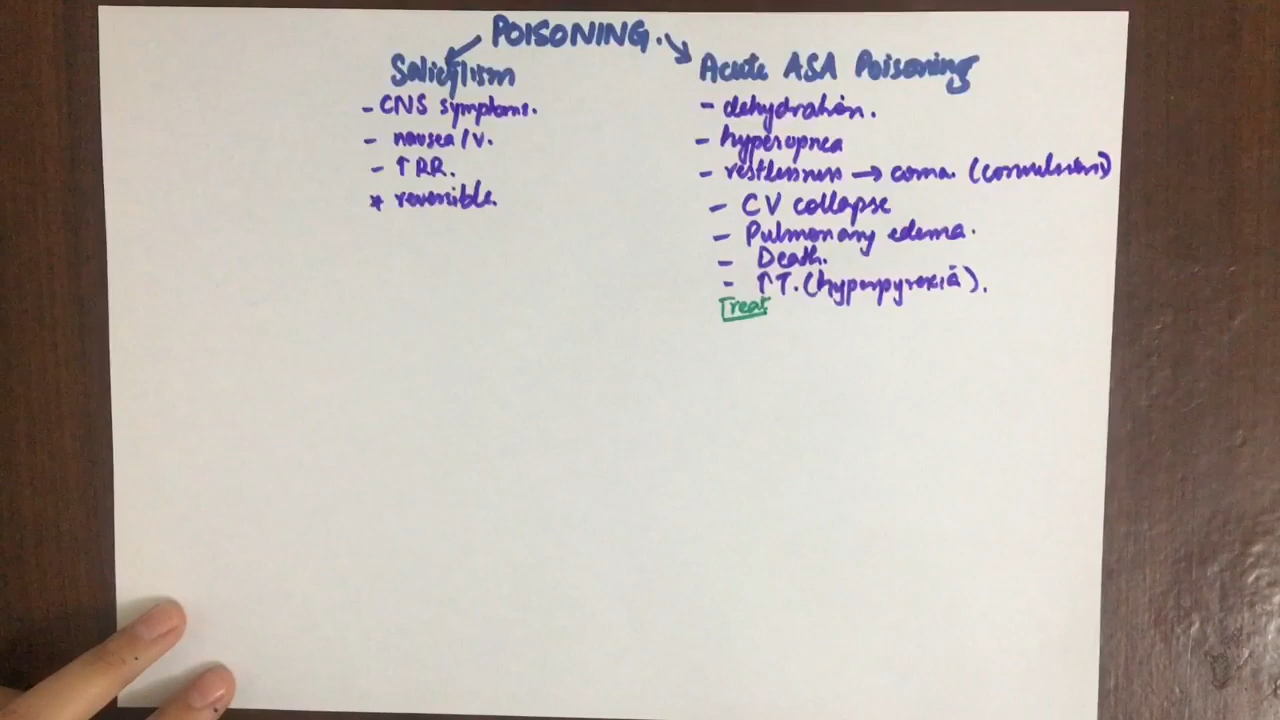 POISONING.
Salicylism
- CNS symptoms.
- nausea/v.
- ↑RR.
* reversible.
Acute ASA Poisoning
- dehydration.
- hyperopnea
- restlessness → coma (convulsions)
- CV collapse
- Pulmonary edema.
- Death.
- ↑T. (hyperpyrexia).
Treat